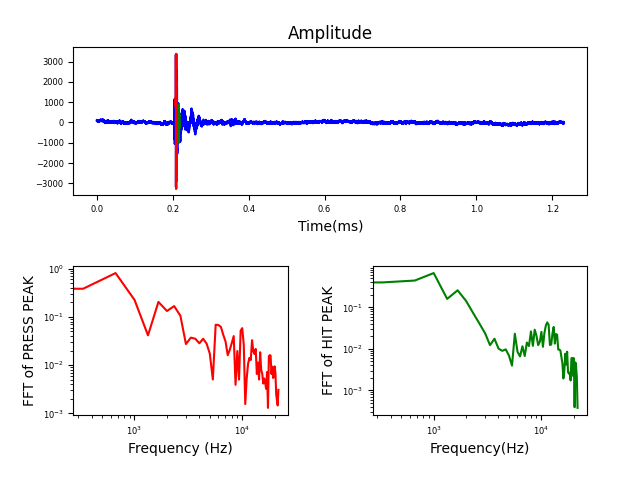 Amplitude
3000
2000
1000
0
−1000
−2000
−3000
0.0 0.2 0.4 0.6 0.8 1.0 1.2
Time(ms)
FFT of PRESS PEAK
10⁰
10⁻¹
10⁻²
10⁻³
10³ 10⁴
Frequency (Hz)
FFT of HIT PEAK
10⁻¹
10⁻²
10⁻³
10³ 10⁴
Frequency(Hz)